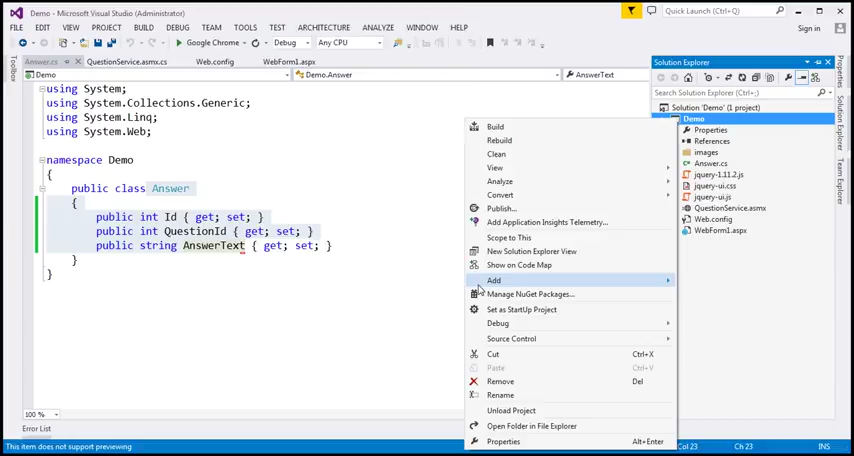 Demo - Microsoft Visual Studio (Administrator)
Quick Launch (Ctrl+Q)
FILE EDIT VIEW PROJECT BUILD DEBUG TEAM TOOLS TEST ARCHITECTURE ANALYZE WINDOW HELP
Sign in
Google Chrome Debug Any CPU
Toolbox
Answer.cs QuestionService.asmx.cs Web.config WebForm1.aspx
Demo Demo.Answer AnswerText
using System;
using System.Collections.Generic;
using System.Linq;
using System.Web;
namespace Demo
{
public class Answer
{
public int Id { get; set; }
public int QuestionId { get; set; }
public string AnswerText { get; set; }
}
}
100 %
Error List
This item does not support previewing
Col 23 Ch 23 INS
Build
Rebuild
Clean
View
Analyze
Convert
Publish...
Add Application Insights Telemetry...
Scope to This
New Solution Explorer View
Show on Code Map
Add
Manage NuGet Packages...
Set as StartUp Project
Debug
Source Control
Cut Ctrl+X
Paste Ctrl+V
Remove Del
Rename
Unload Project
Open Folder in File Explorer
Properties Alt+Enter
Solution Explorer
Search Solution Explorer (Ctrl+;)
Solution 'Demo' (1 project)
Demo
Properties
References
images
Answer.cs
jquery-1.11.2.js
jquery-ui.css
jquery-ui.js
QuestionService.asmx
Web.config
WebForm1.aspx
Properties
Solution Explorer
Team Explorer